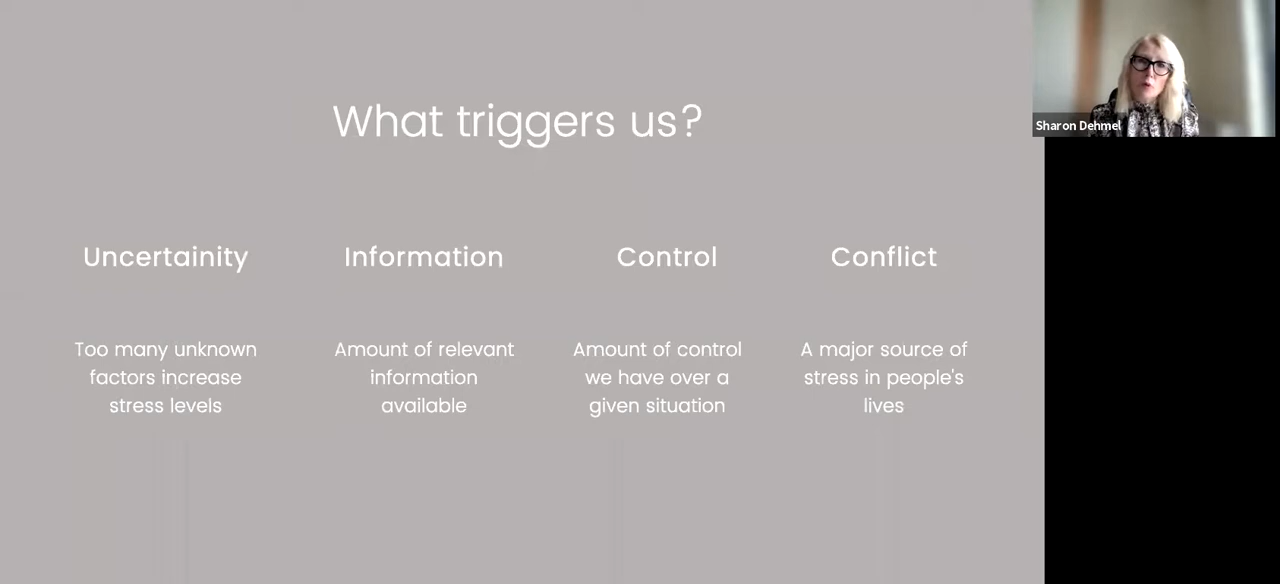 What triggers us?
Uncertainity
Too many unknown
factors increase
stress levels
Information
Amount of relevant
information
available
Control
Amount of control
we have over a
given situation
Conflict
A major source of
stress in people's
lives
Sharon Dehmel